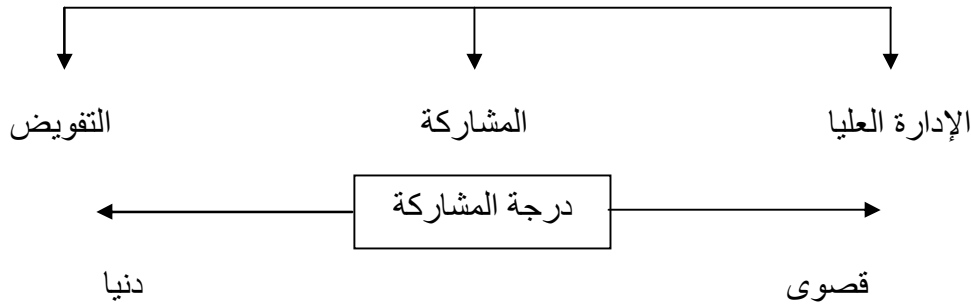 الإدارة العليا المشاركة التفويض
درجة المشاركة
قصوى دنيا